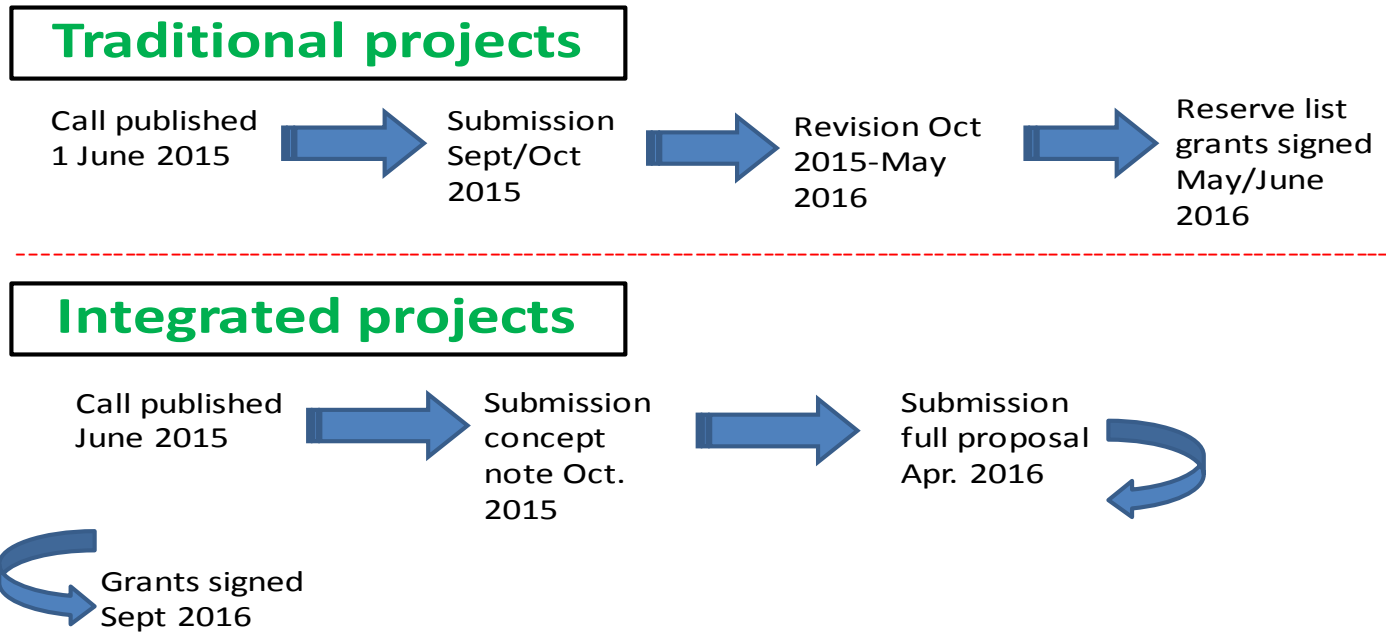 Traditional projects
Call published
1 June 2015
Submission
Sept/Oct
2015
Revision Oct
2015-May
2016
Reserve list
grants signed
May/June
2016
Integrated projects
Call published
June 2015
Submission
concept
note Oct.
2015
Submission
full proposal
Apr. 2016
Grants signed
Sept 2016